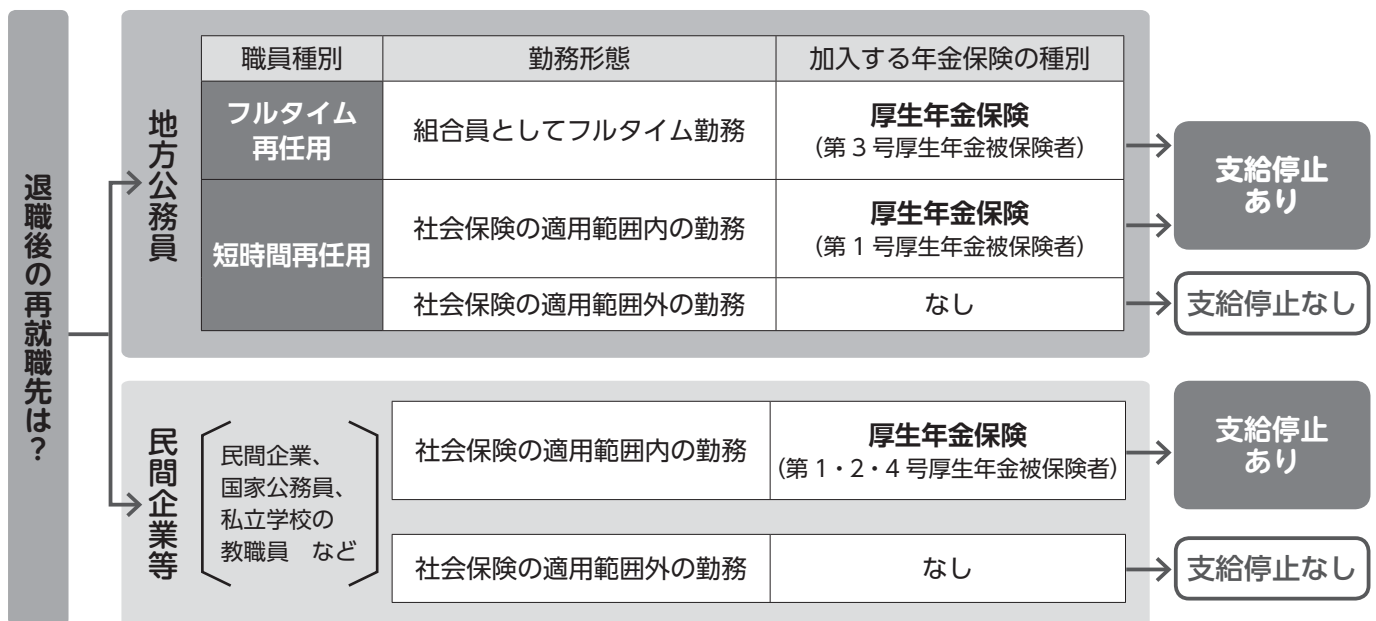 退職後の再就職先は？
地方公務員
職員種別
勤務形態
加入する年金保険の種別
フルタイム
再任用
組合員としてフルタイム勤務
厚生年金保険
（第3号厚生年金被保険者）
支給停止
あり
短時間再任用
社会保険の適用範囲内の勤務
厚生年金保険
（第1号厚生年金被保険者）
社会保険の適用範囲外の勤務
なし
支給停止なし
民間企業等
民間企業、
国家公務員、
私立学校の
教職員　など
社会保険の適用範囲内の勤務
厚生年金保険
（第1・2・4号厚生年金被保険者）
支給停止
あり
社会保険の適用範囲外の勤務
なし
支給停止なし